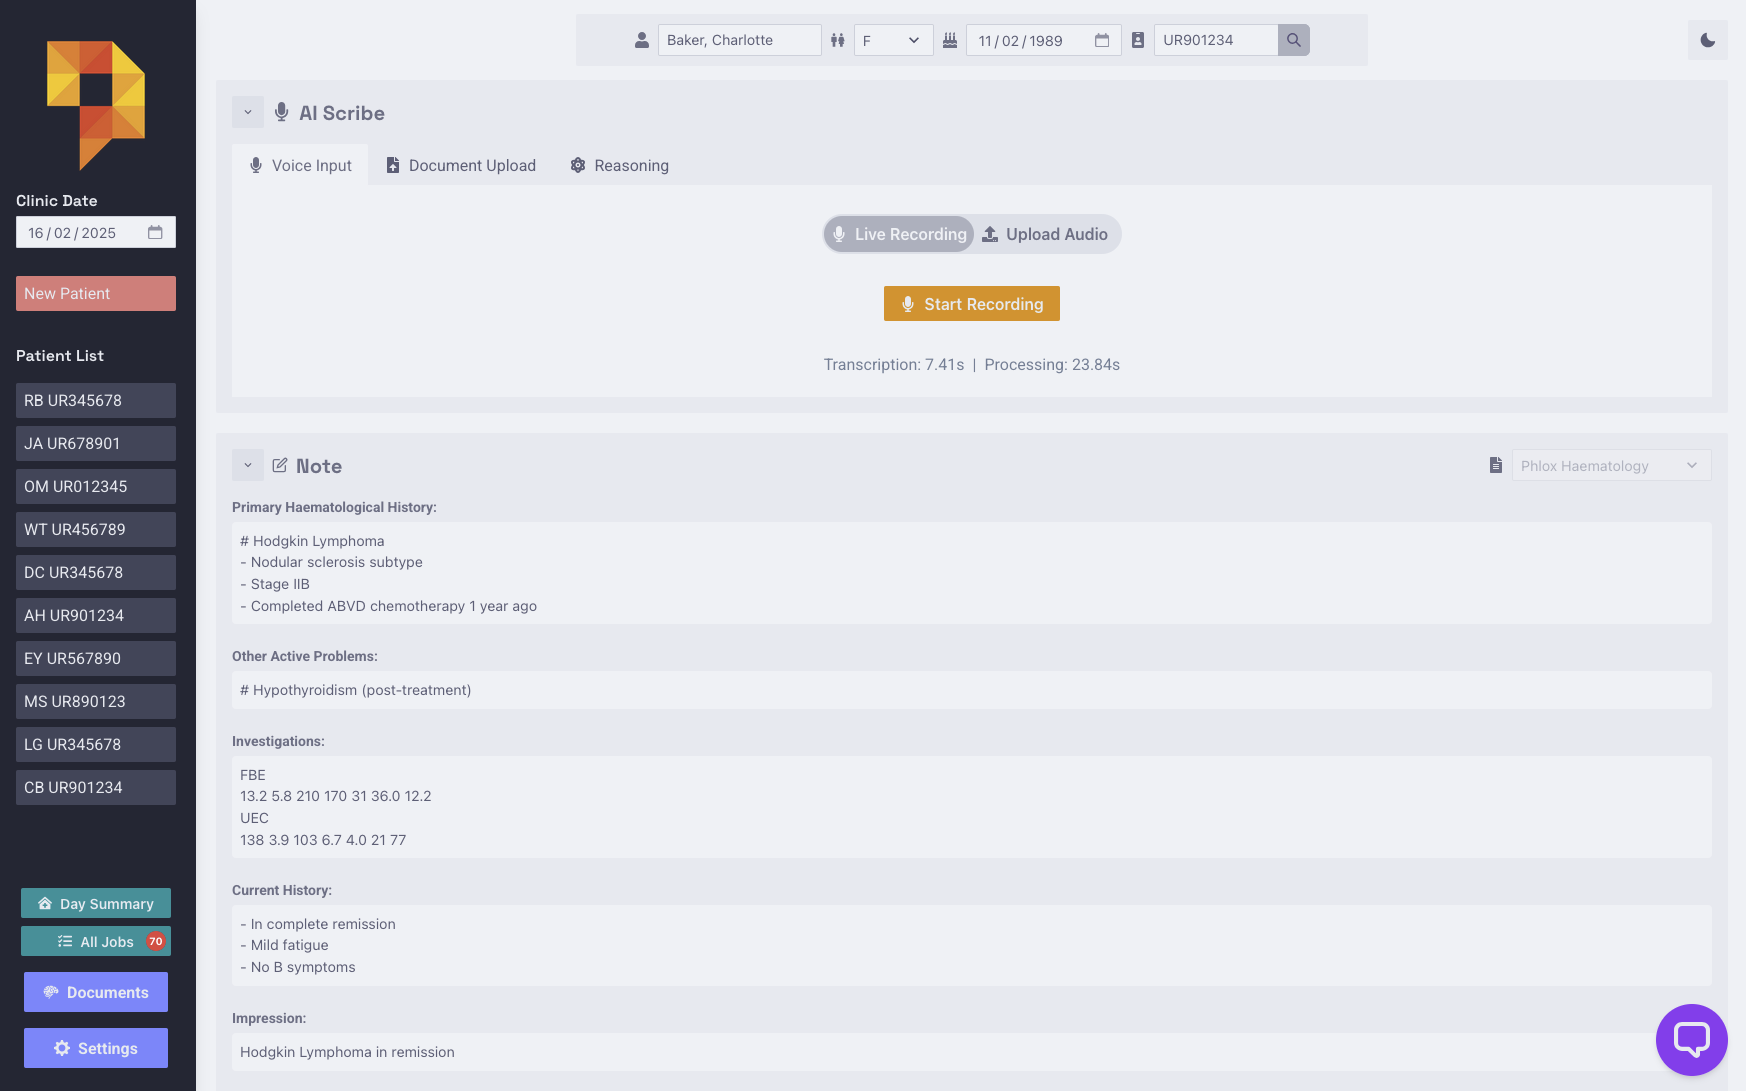 Baker, Charlotte
F
11/02/1989
UR901234
Clinic Date
16/02/2025
New Patient
Patient List
RB UR345678
JA UR678901
OM UR012345
WT UR456789
DC UR345678
AH UR901234
EY UR567890
MS UR890123
LG UR345678
CB UR901234
Day Summary
All Jobs 70
Documents
Settings
AI Scribe
Voice Input Document Upload Reasoning
Live Recording Upload Audio
Start Recording
Transcription: 7.41s | Processing: 23.84s
Note
Phlox Haematology
Primary Haematological History:
# Hodgkin Lymphoma
- Nodular sclerosis subtype
- Stage IIB
- Completed ABVD chemotherapy 1 year ago
Other Active Problems:
# Hypothyroidism (post-treatment)
Investigations:
FBE
13.2 5.8 210 170 31 36.0 12.2
UEC
138 3.9 103 6.7 4.0 21 77
Current History:
- In complete remission
- Mild fatigue
- No B symptoms
Impression:
Hodgkin Lymphoma in remission